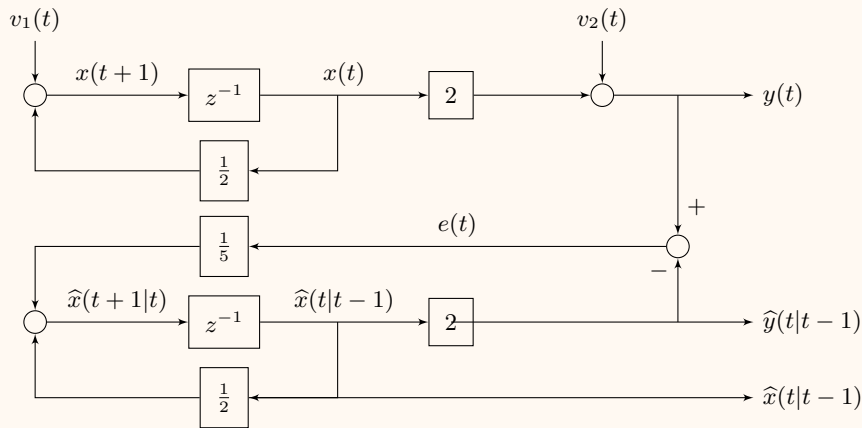 v₁(t)
v₂(t)
x(t + 1)
z⁻¹
x(t)
2
y(t)
½
+
e(t)
⅕
−
x̂(t + 1|t)
z⁻¹
x̂(t|t − 1)
2
ŷ(t|t − 1)
½
x̂(t|t − 1)